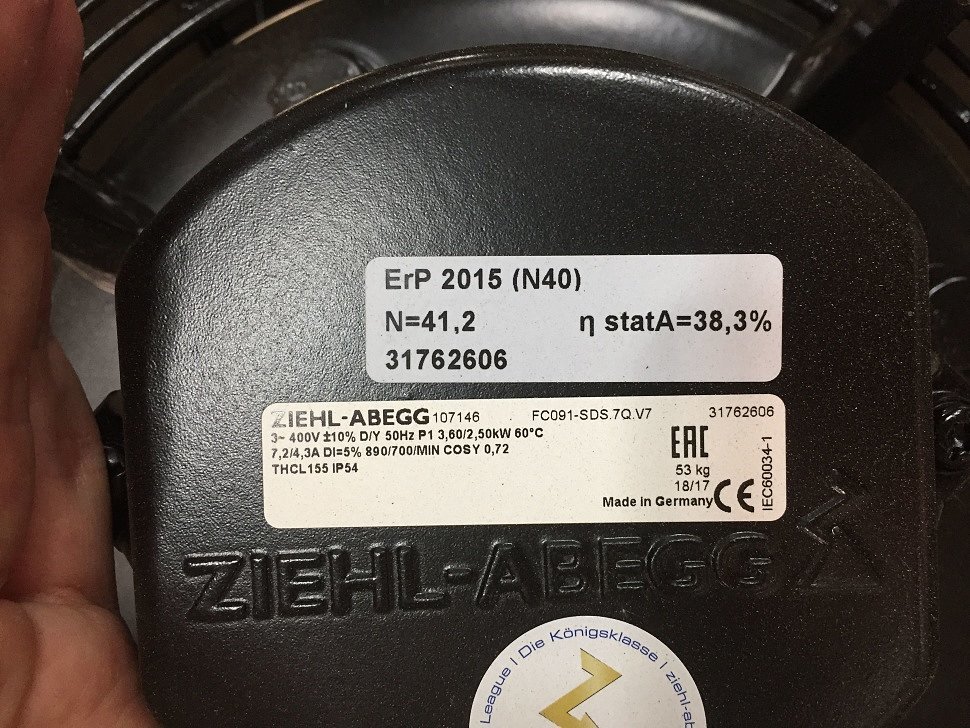 ErP 2015 (N40)
N=41,2 η statA=38,3%
31762606
ZIEHL-ABEGG 107146 FC091-SDS.7Q.V7 31762606
3~ 400V ±10% D/Y 50Hz P1 3,60/2,50kW 60°C
7,2/4,3A DI=5% 890/700/MIN COSY 0,72
THCL155 IP54
EAC
53 kg
18/17
Made in Germany CE
IEC60034-1
ZIEHL-ABEGG
League | Die Königsklasse | ziehl-ab